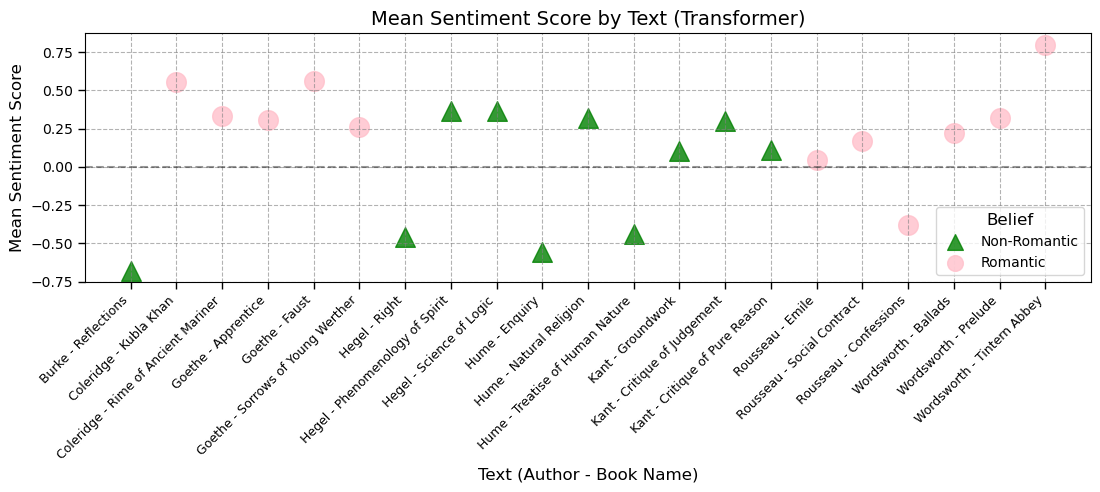 Mean Sentiment Score by Text (Transformer)
Mean Sentiment Score
0.75
0.50
0.25
0.00
−0.25
−0.50
−0.75
Belief
Non-Romantic
Romantic
Burke - Reflections
Coleridge - Kubla Khan
Coleridge - Rime of Ancient Mariner
Goethe - Apprentice
Goethe - Faust
Goethe - Sorrows of Young Werther
Hegel - Right
Hegel - Phenomenology of Spirit
Hegel - Science of Logic
Hume - Enquiry
Hume - Natural Religion
Hume - Treatise of Human Nature
Kant - Groundwork
Kant - Critique of Judgement
Kant - Critique of Pure Reason
Rousseau - Emile
Rousseau - Social Contract
Rousseau - Confessions
Wordsworth - Ballads
Wordsworth - Prelude
Wordsworth - Tintern Abbey
Text (Author - Book Name)